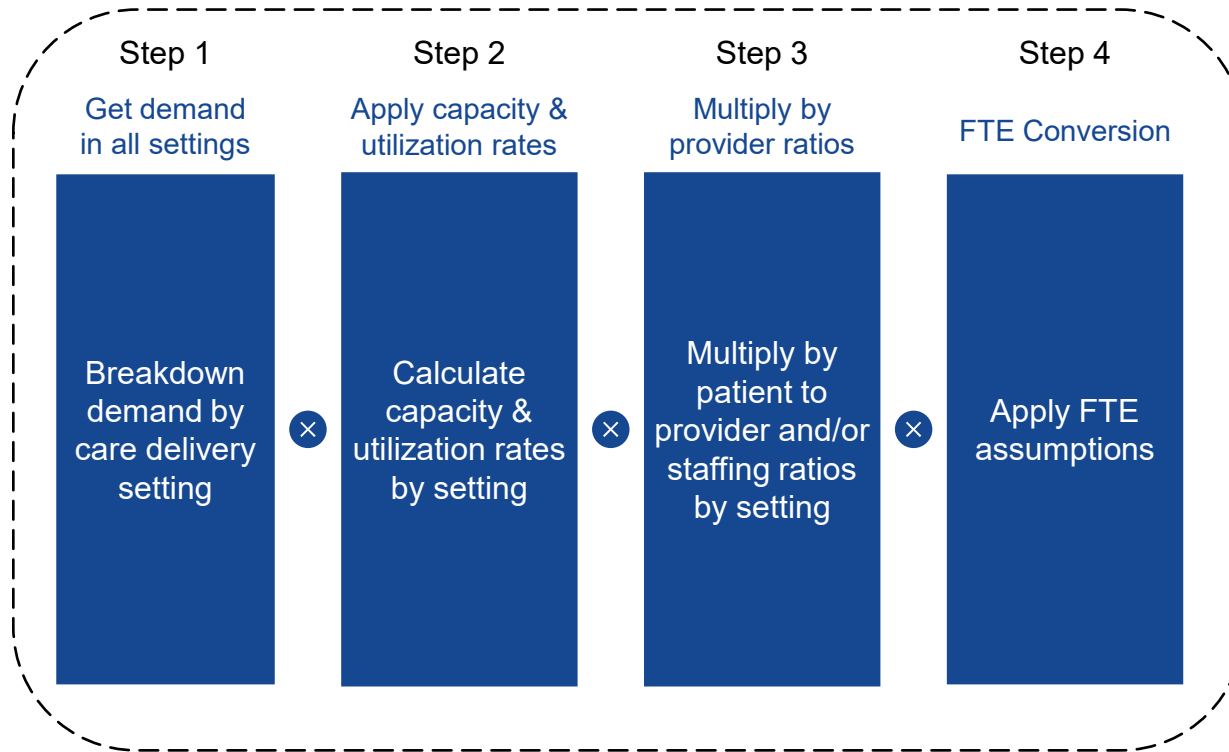 Step 1
Get demand
in all settings
Breakdown
demand by
care delivery
setting
×
Step 2
Apply capacity &
utilization rates
Calculate
capacity &
utilization rates
by setting
×
Step 3
Multiply by
provider ratios
Multiply by
patient to
provider and/or
staffing ratios
by setting
×
Step 4
FTE Conversion
Apply FTE
assumptions